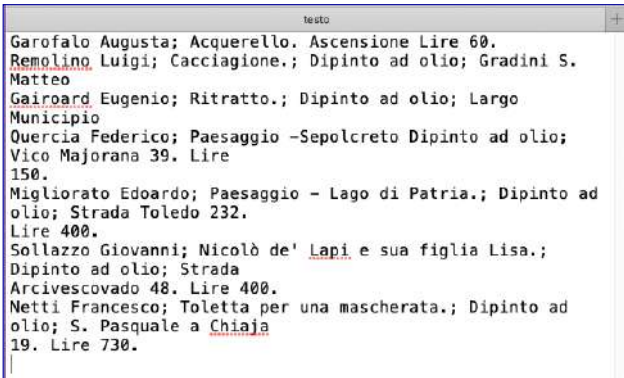 testo
Garofalo Augusta; Acquerello. Ascensione Lire 60.
Remolino Luigi; Cacciagione.; Dipinto ad olio; Gradini S.
Matteo
Gairoard Eugenio; Ritratto.; Dipinto ad olio; Largo
Municipio
Quercia Federico; Paesaggio –Sepolcreto Dipinto ad olio;
Vico Majorana 39. Lire
150.
Migliorato Edoardo; Paesaggio – Lago di Patria.; Dipinto ad
olio; Strada Toledo 232.
Lire 400.
Sollazzo Giovanni; Nicolò de' Lapi e sua figlia Lisa.;
Dipinto ad olio; Strada
Arcivescovado 48. Lire 400.
Netti Francesco; Toletta per una mascherata.; Dipinto ad
olio; S. Pasquale a Chiaja
19. Lire 730.